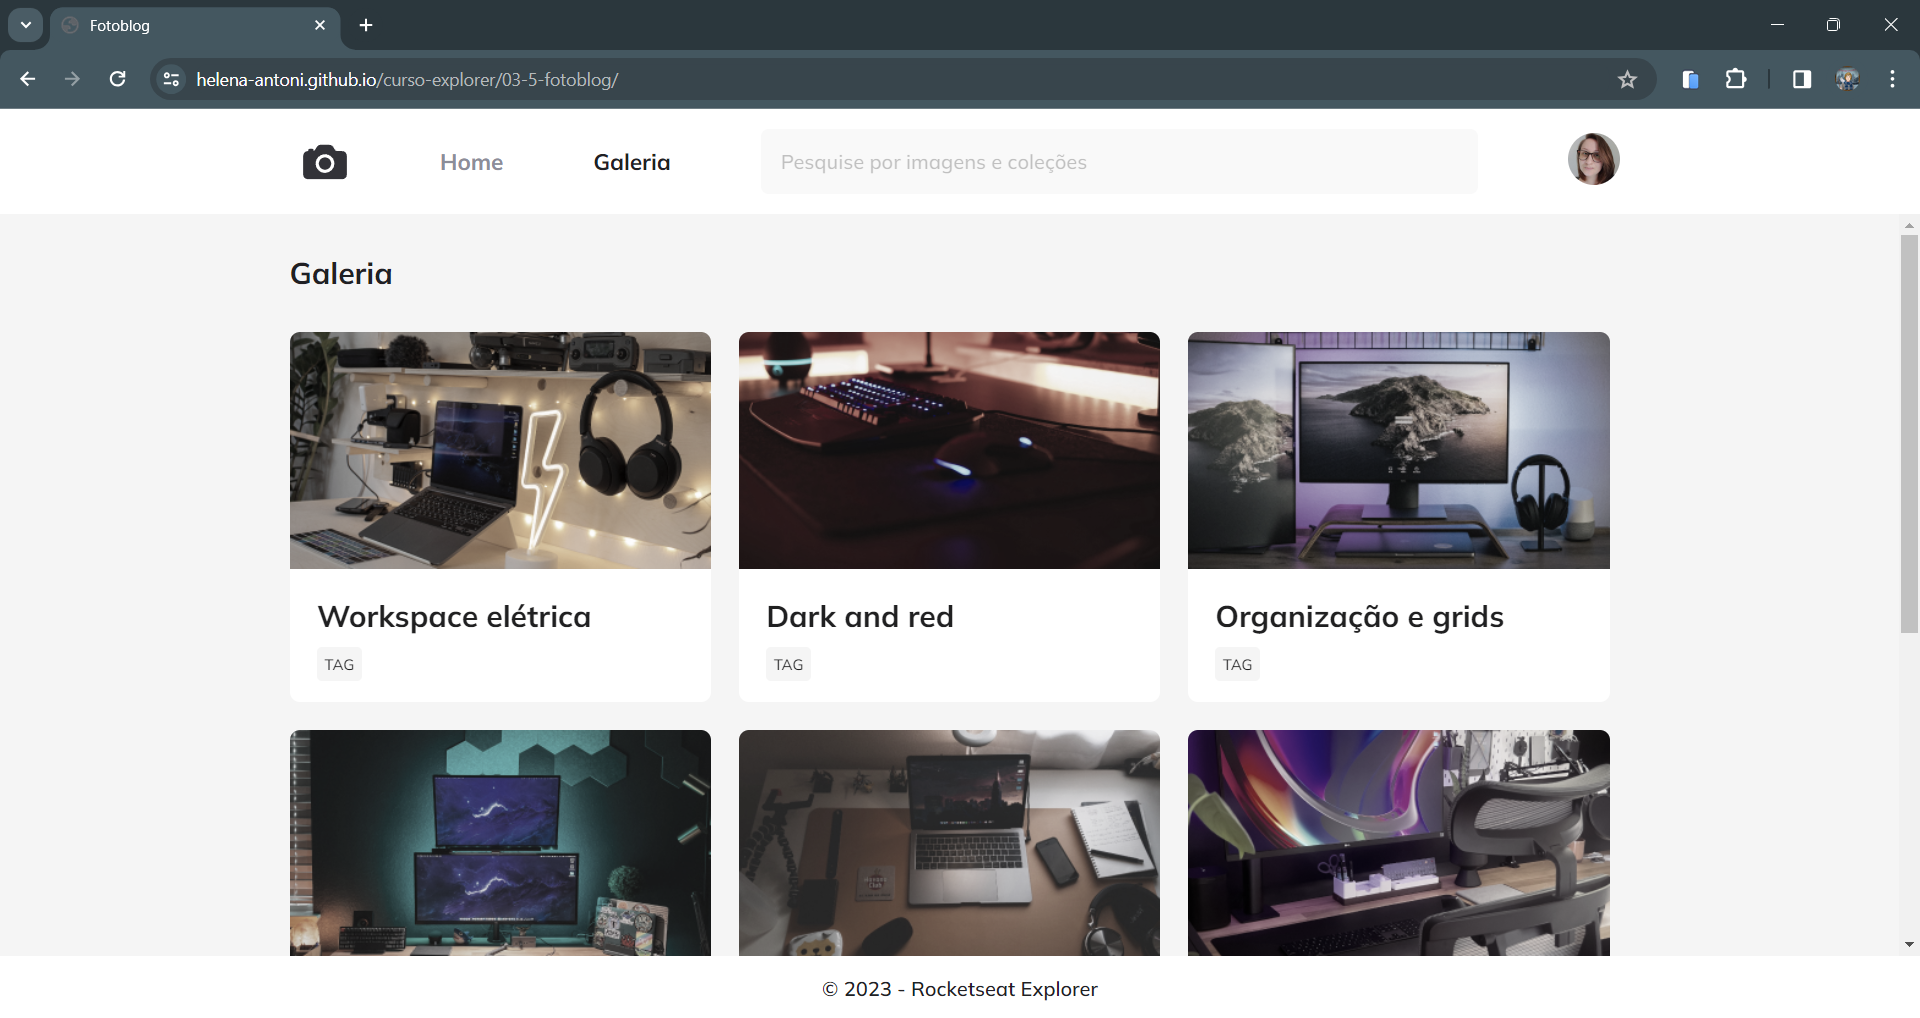 Fotoblog
helena-antoni.github.io/curso-explorer/03-5-fotoblog/
Home
Galeria
Pesquise por imagens e coleções
Galeria
Workspace elétrica
TAG
Dark and red
TAG
Organização e grids
TAG
© 2023 - Rocketseat Explorer